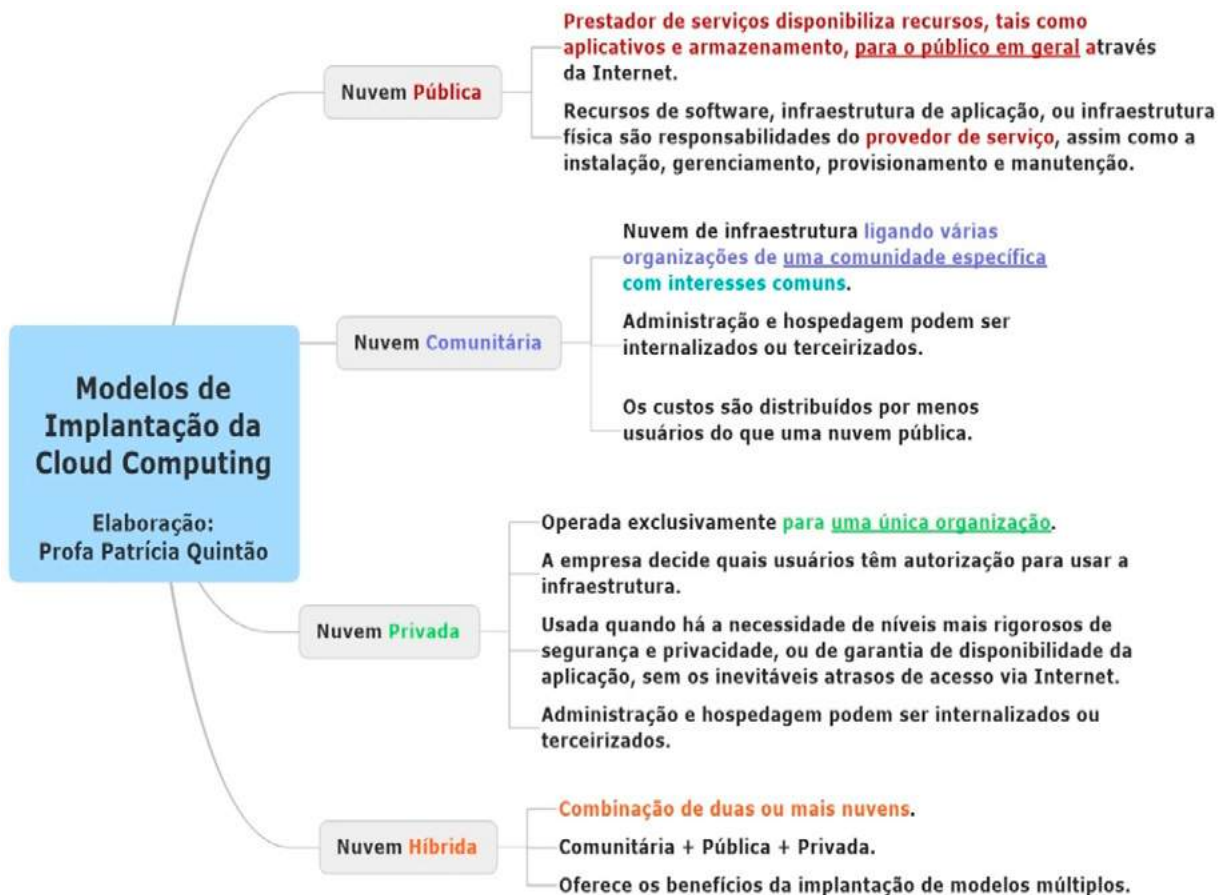 Modelos de
Implantação da
Cloud Computing
Elaboração:
Profa Patrícia Quintão
Nuvem Pública
Prestador de serviços disponibiliza recursos, tais como
aplicativos e armazenamento, para o público em geral através
da Internet.
Recursos de software, infraestrutura de aplicação, ou infraestrutura
física são responsabilidades do provedor de serviço, assim como a
instalação, gerenciamento, provisionamento e manutenção.
Nuvem Comunitária
Nuvem de infraestrutura ligando várias
organizações de uma comunidade específica
com interesses comuns.
Administração e hospedagem podem ser
internalizados ou terceirizados.
Os custos são distribuídos por menos
usuários do que uma nuvem pública.
Nuvem Privada
Operada exclusivamente para uma única organização.
A empresa decide quais usuários têm autorização para usar a
infraestrutura.
Usada quando há a necessidade de níveis mais rigorosos de
segurança e privacidade, ou de garantia de disponibilidade da
aplicação, sem os inevitáveis atrasos de acesso via Internet.
Administração e hospedagem podem ser internalizados ou
terceirizados.
Nuvem Híbrida
Combinação de duas ou mais nuvens.
Comunitária + Pública + Privada.
Oferece os benefícios da implantação de modelos múltiplos.